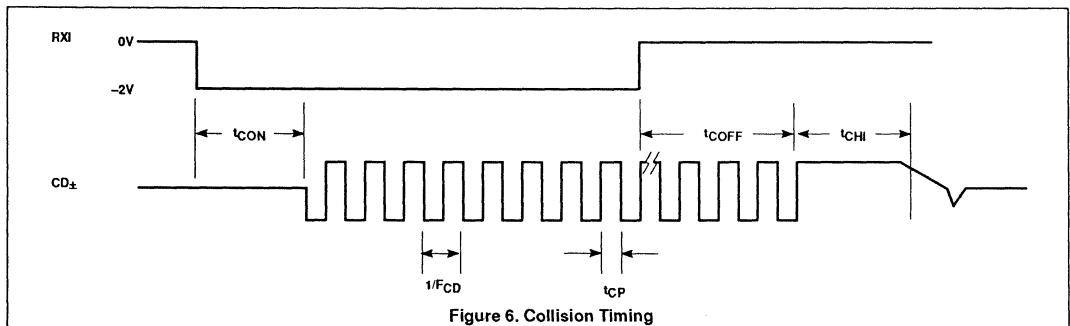 RXI
0V
–2V
tCON
tCOFF
tCHI
CD±
1/FCD
tCP
Figure 6. Collision Timing